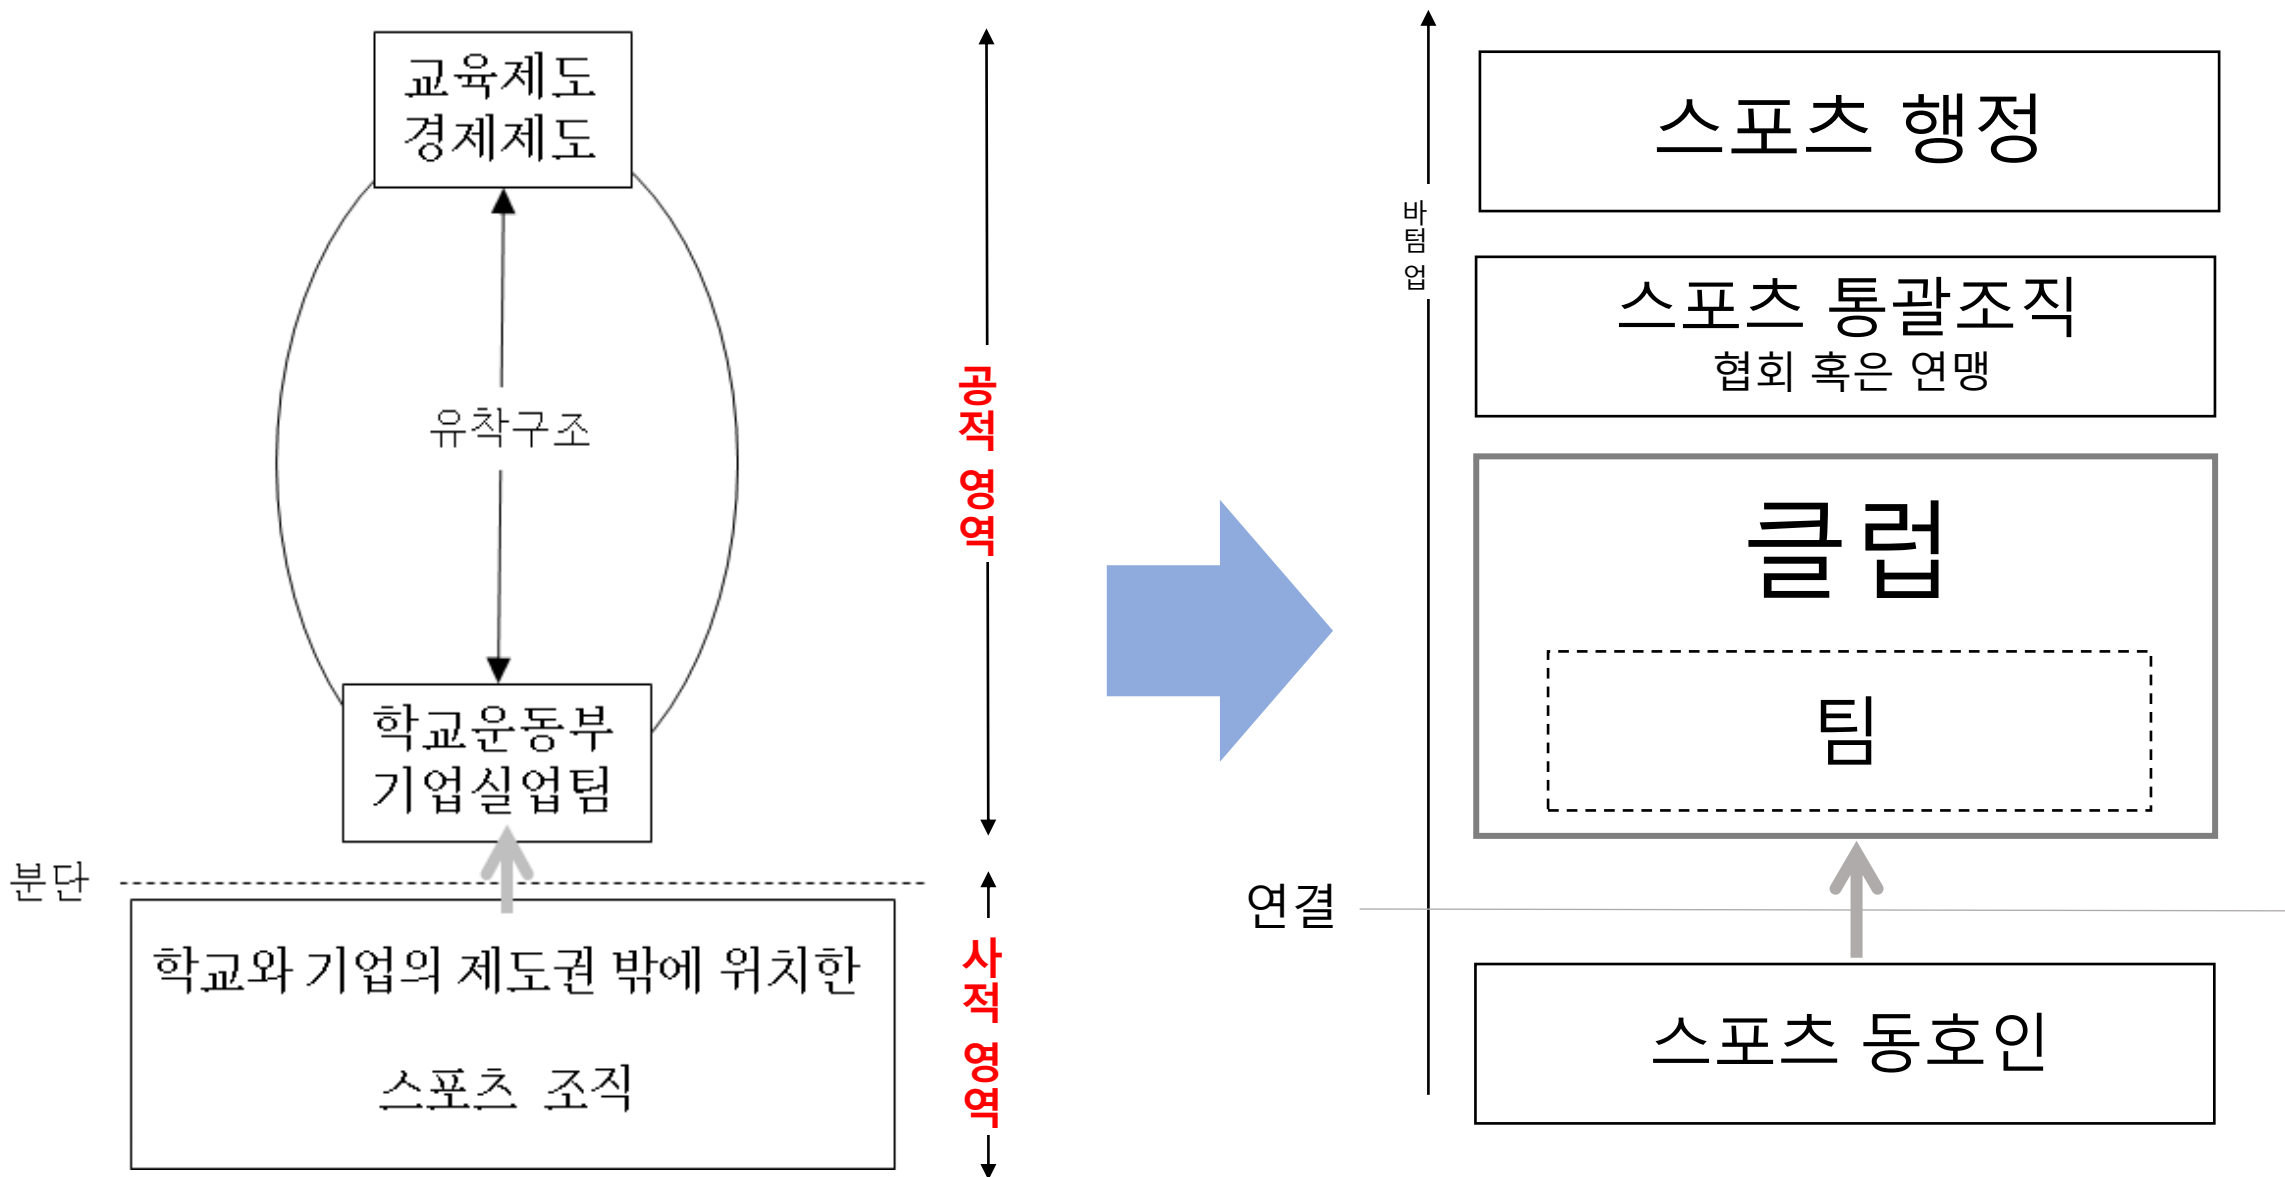 교육제도
경제제도
유착구조
학교운동부
기업실업팀
분단
학교와 기업의 제도권 밖에 위치한
스포츠 조직
공적 영역
사적 영역
바텀 업
스포츠 행정
스포츠 통괄조직
협회 혹은 연맹
클럽
팀
연결
스포츠 동호인